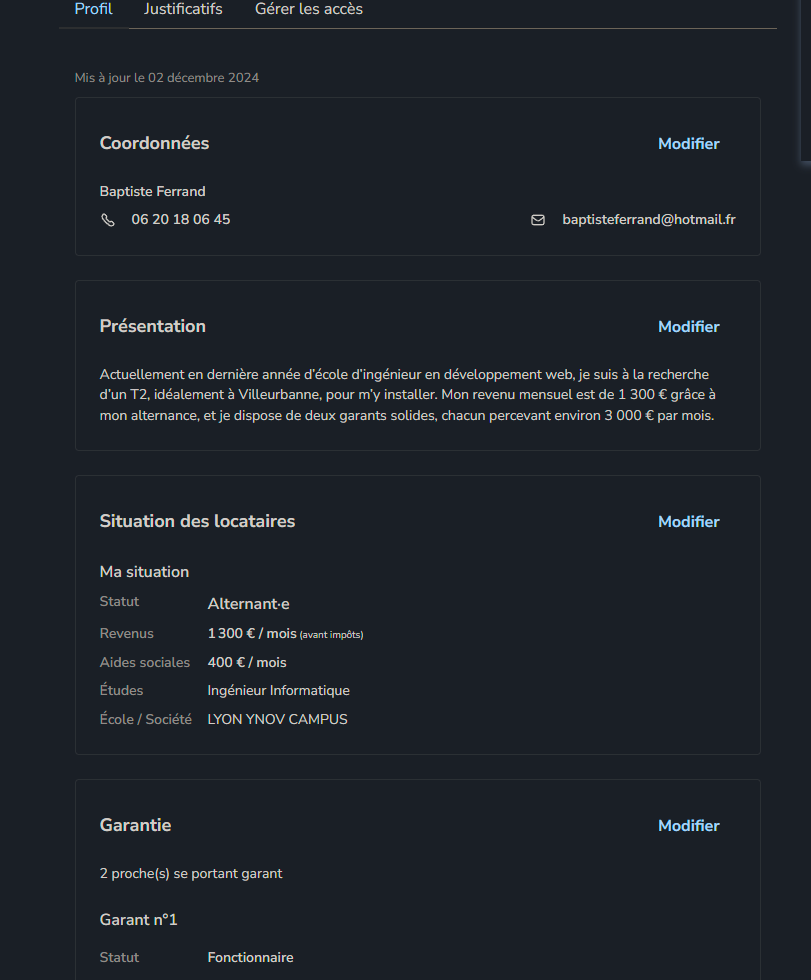 Profil Justificatifs Gérer les accès
Mis à jour le 02 décembre 2024
Coordonnées Modifier
Baptiste Ferrand
06 20 18 06 45 baptisteferrand@hotmail.fr
Présentation Modifier
Actuellement en dernière année d’école d’ingénieur en développement web, je suis à la recherche
d’un T2, idéalement à Villeurbanne, pour m’y installer. Mon revenu mensuel est de 1 300 € grâce à
mon alternance, et je dispose de deux garants solides, chacun percevant environ 3 000 € par mois.
Situation des locataires Modifier
Ma situation
Statut Alternant·e
Revenus 1 300 € / mois (avant impôts)
Aides sociales 400 € / mois
Études Ingénieur Informatique
École / Société LYON YNOV CAMPUS
Garantie Modifier
2 proche(s) se portant garant
Garant n°1
Statut Fonctionnaire